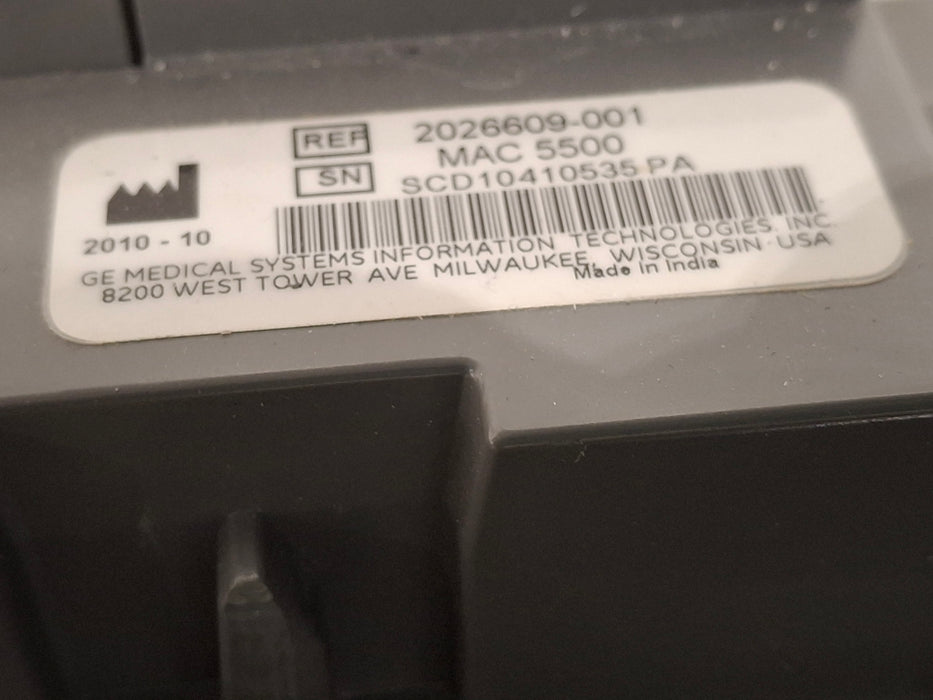 REF 2026609-001
MAC 5500
SN SCD10410535 PA
2010 - 10
GE MEDICAL SYSTEMS INFORMATION TECHNOLOGIES, INC.
8200 WEST TOWER AVE MILWAUKEE, WISCONSIN USA
Made in India